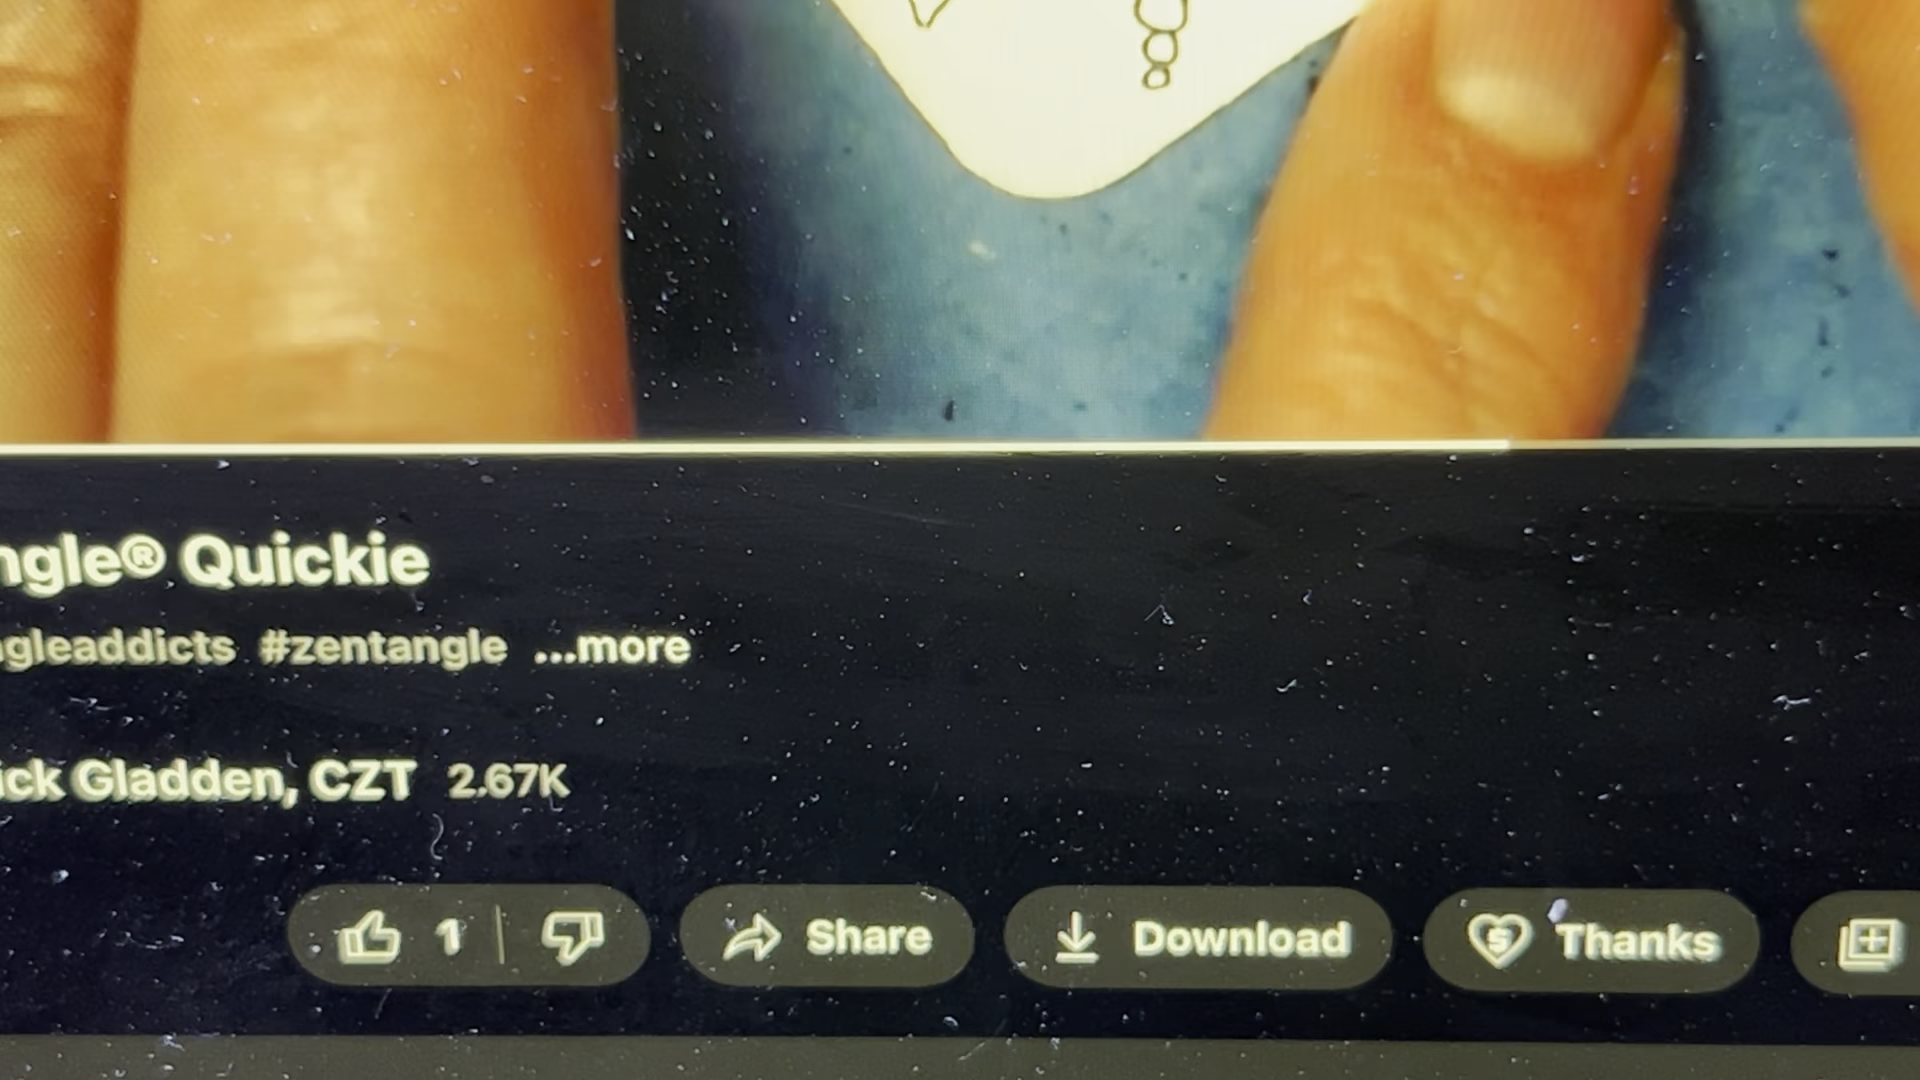 ngle® Quickie
gleaddicts #zentangle ...more
ick Gladden, CZT 2.67K
1 Share Download Thanks